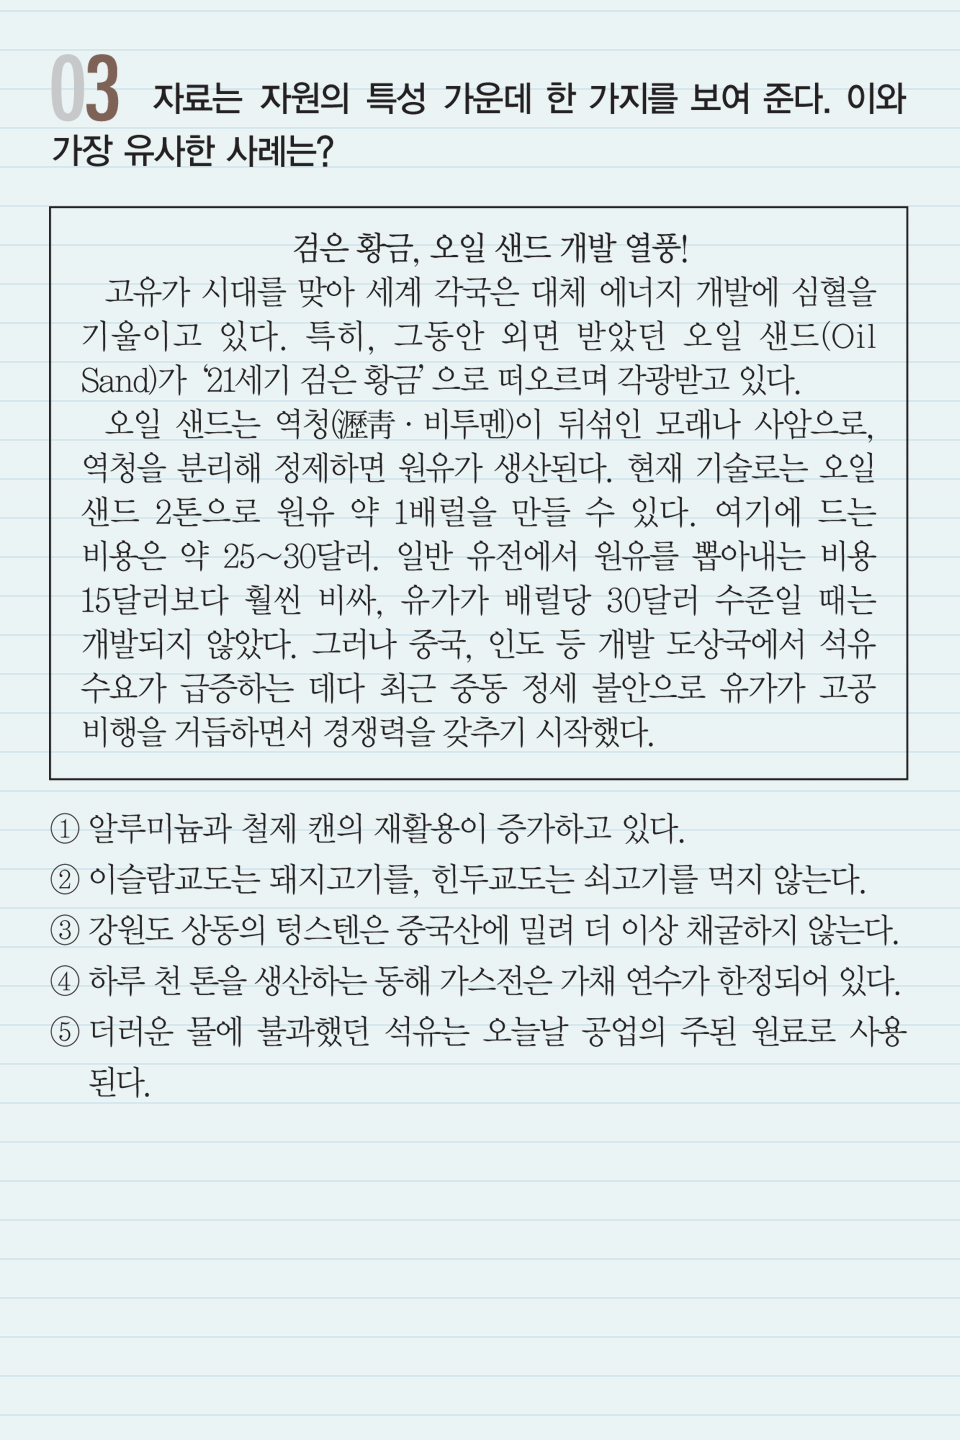 03 자료는 자원의 특성 가운데 한 가지를 보여 준다. 이와
가장 유사한 사례는?
검은 황금, 오일 샌드 개발 열풍!
고유가 시대를 맞아 세계 각국은 대체 에너지 개발에 심혈을
기울이고 있다. 특히, 그동안 외면 받았던 오일 샌드(Oil
Sand)가 ‘21세기 검은 황금’으로 떠오르며 각광받고 있다.
오일 샌드는 역청(瀝靑·비투멘)이 뒤섞인 모래나 사암으로,
역청을 분리해 정제하면 원유가 생산된다. 현재 기술로는 오일
샌드 2톤으로 원유 약 1배럴을 만들 수 있다. 여기에 드는
비용은 약 25～30달러. 일반 유전에서 원유를 뽑아내는 비용
15달러보다 훨씬 비싸, 유가가 배럴당 30달러 수준일 때는
개발되지 않았다. 그러나 중국, 인도 등 개발 도상국에서 석유
수요가 급증하는 데다 최근 중동 정세 불안으로 유가가 고공
비행을 거듭하면서 경쟁력을 갖추기 시작했다.
① 알루미늄과 철제 캔의 재활용이 증가하고 있다.
② 이슬람교도는 돼지고기를, 힌두교도는 쇠고기를 먹지 않는다.
③ 강원도 상동의 텅스텐은 중국산에 밀려 더 이상 채굴하지 않는다.
④ 하루 천 톤을 생산하는 동해 가스전은 가채 연수가 한정되어 있다.
⑤ 더러운 물에 불과했던 석유는 오늘날 공업의 주된 원료로 사용
된다.